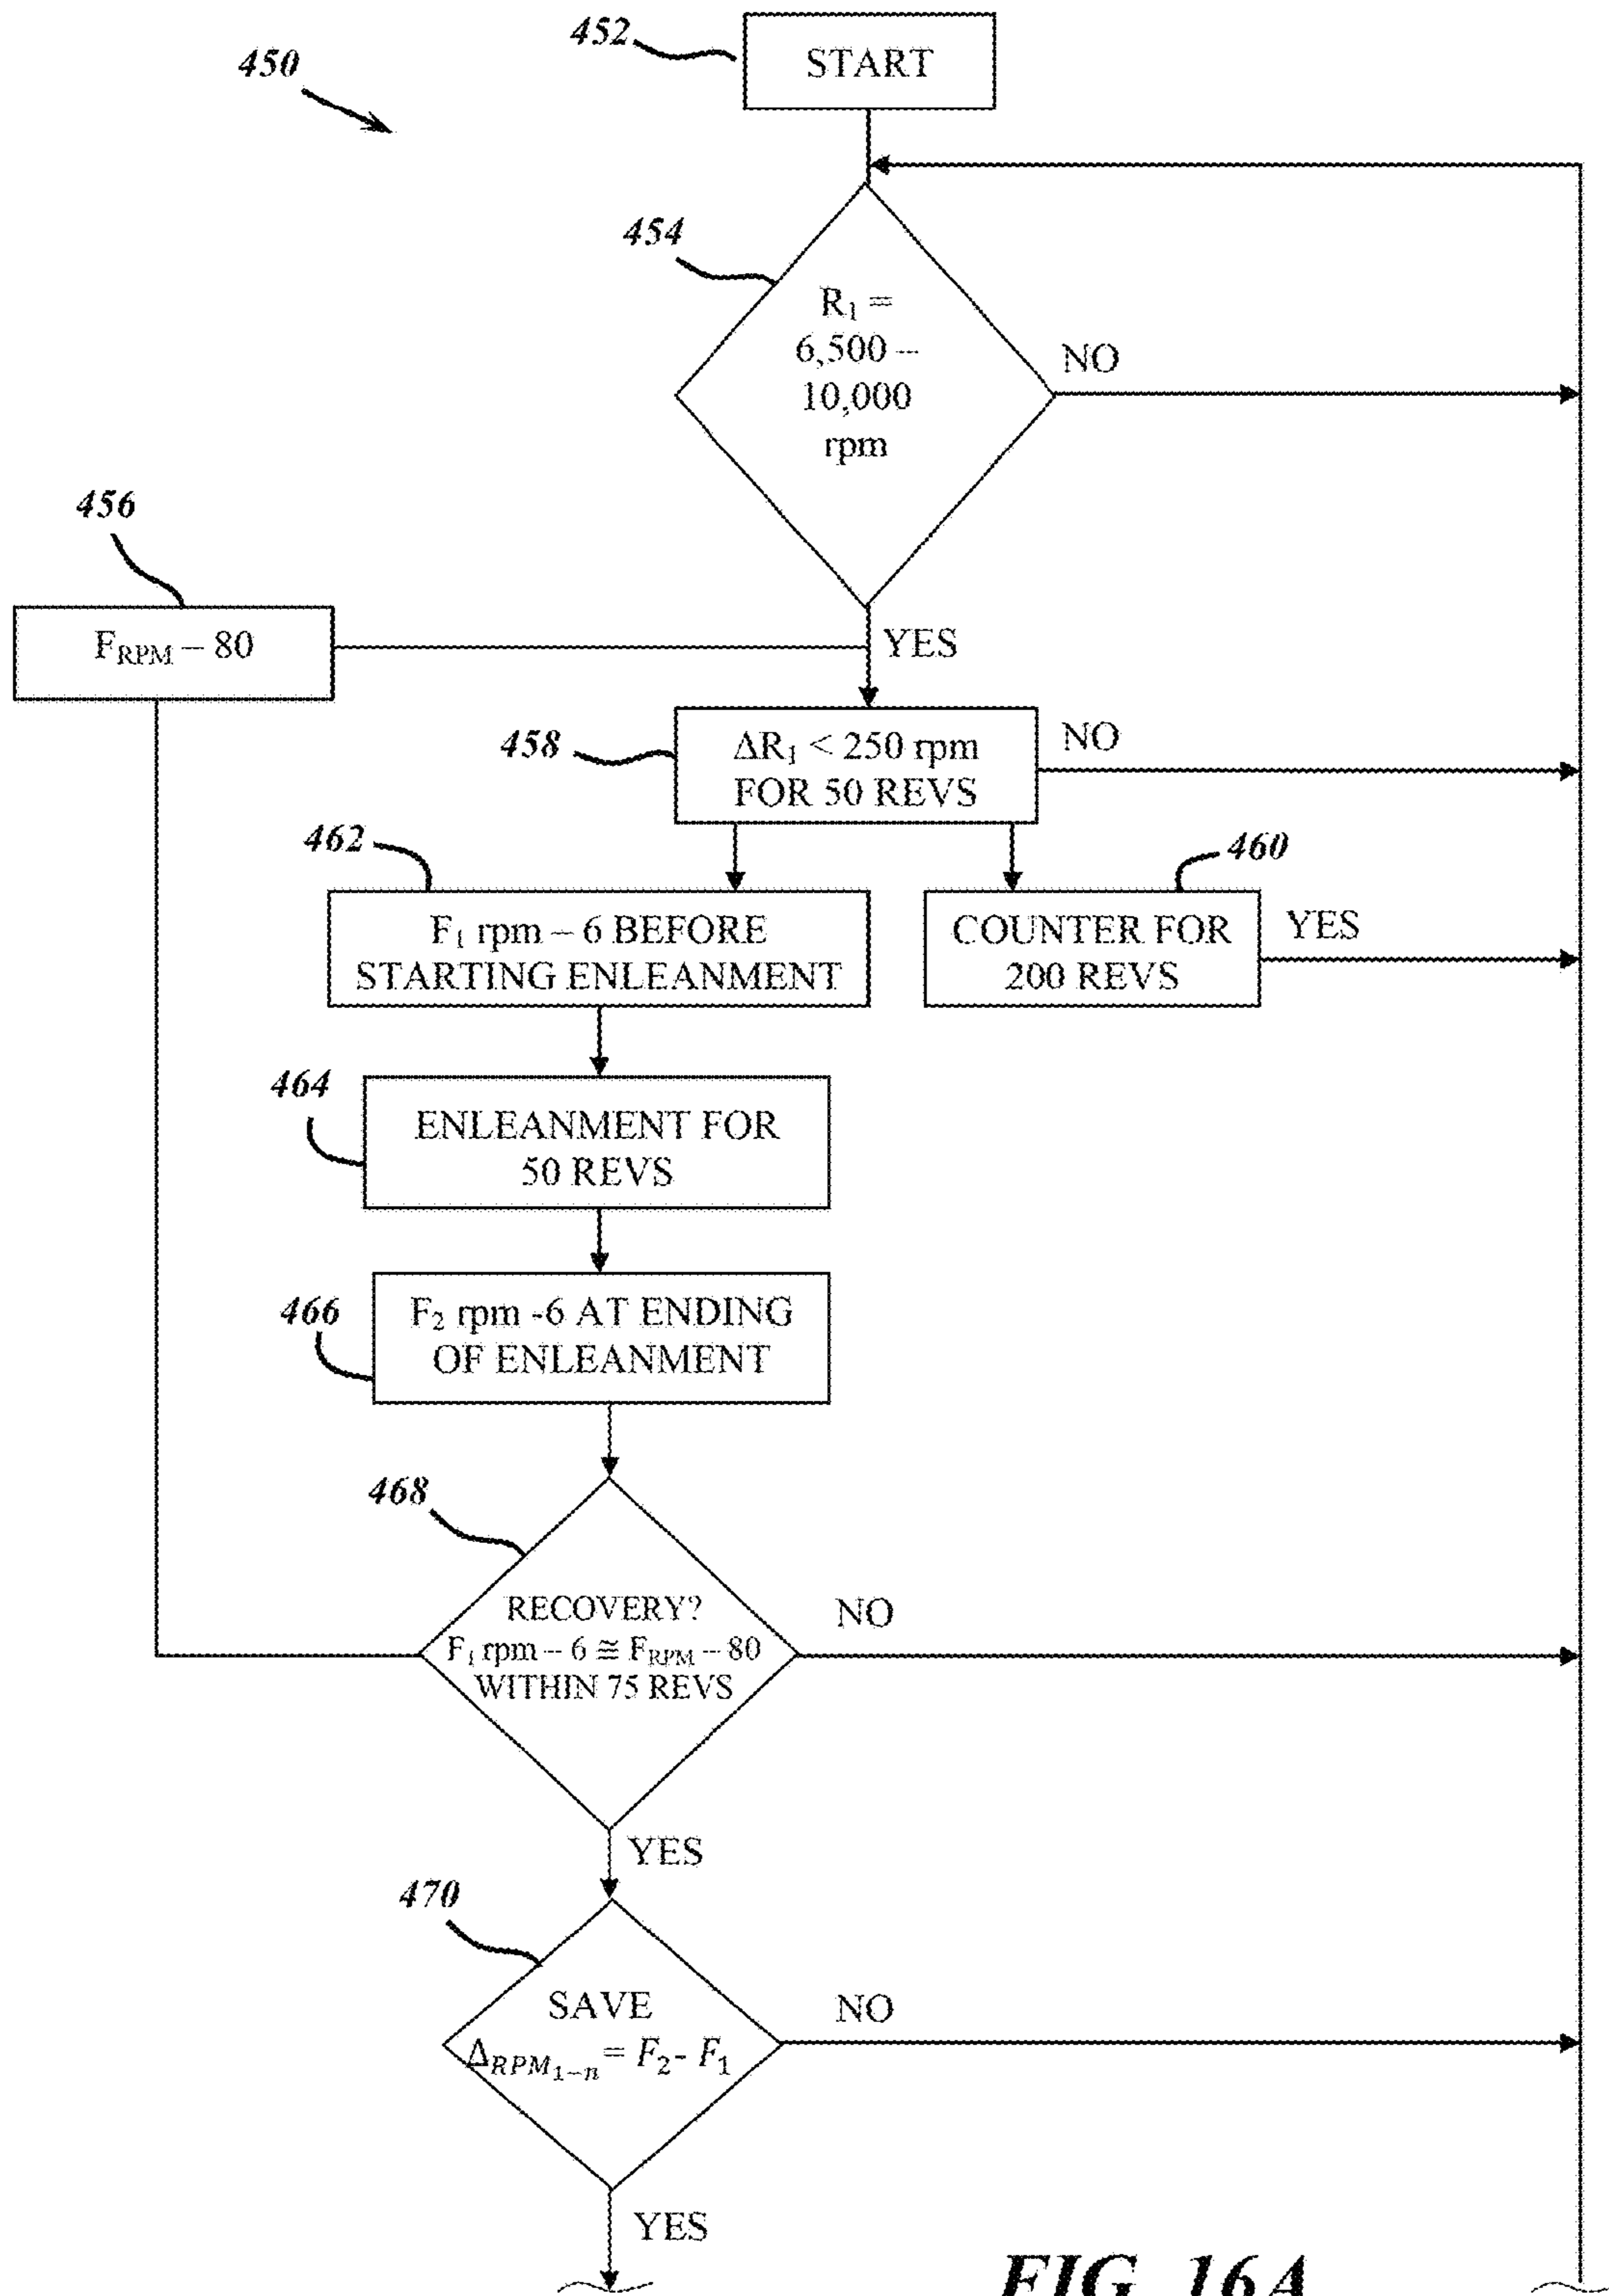 452
START
450
454
R₁ =
6,500 –
10,000
rpm
NO
456
F_RPM – 80
YES
458
ΔR₁ < 250 rpm
FOR 50 REVS
NO
462
460
F₁ rpm – 6 BEFORE
STARTING ENLEANMENT
COUNTER FOR
200 REVS
YES
464
ENLEANMENT FOR
50 REVS
466
F₂ rpm -6 AT ENDING
OF ENLEANMENT
468
RECOVERY?
F₁ rpm – 6 ≅ F_RPM – 80
WITHIN 75 REVS
NO
YES
470
SAVE
Δ_RPM₁₋ₙ = F₂- F₁
NO
YES
FIG. 16A